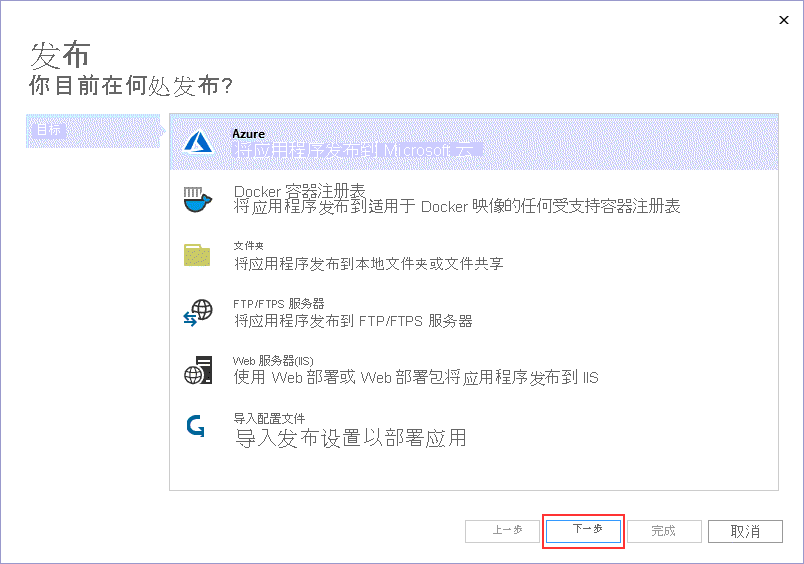 发布
你目前在何处发布?
目标
Azure
将应用程序发布到 Microsoft 云
Docker 容器注册表
将应用程序发布到适用于 Docker 映像的任何受支持容器注册表
文件夹
将应用程序发布到本地文件夹或文件共享
FTP/FTPS 服务器
将应用程序发布到 FTP/FTPS 服务器
Web 服务器(IIS)
使用 Web 部署或 Web 部署包将应用程序发布到 IIS
导入配置文件
导入发布设置以部署应用
上一步
下一步
完成
取消